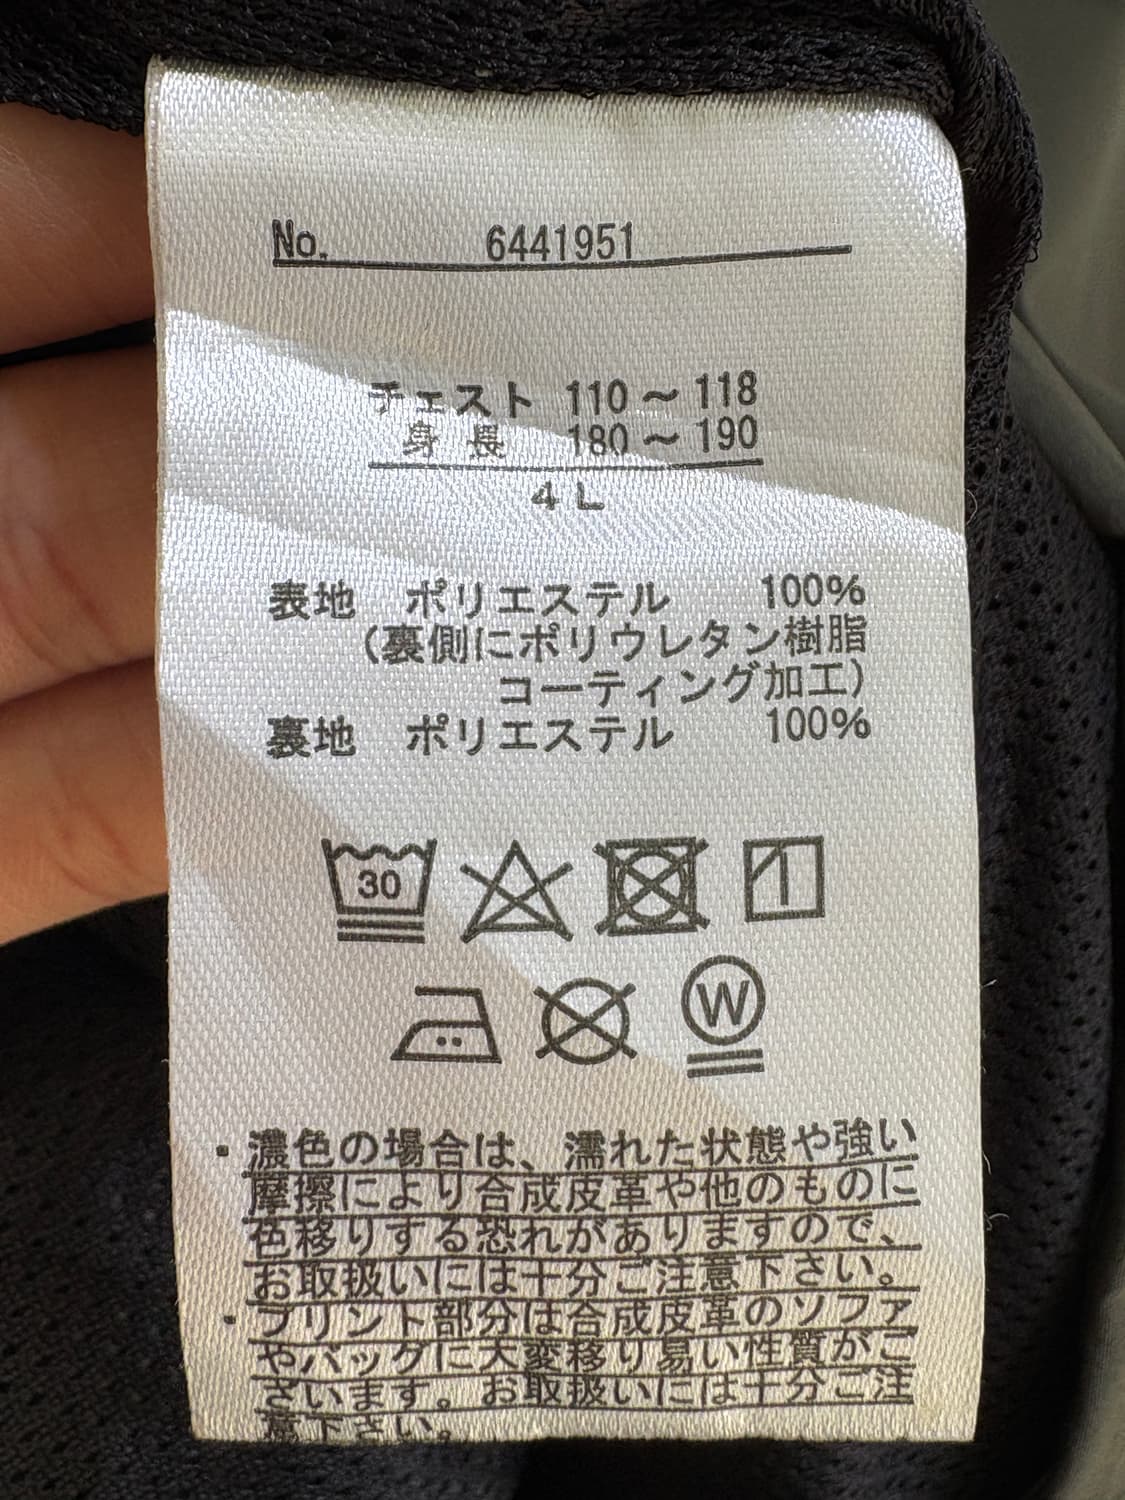 No. 6441951
チェスト 110～118
身長 180～190
4L
表地 ポリエステル 100%
（裏側にポリウレタン樹脂
コーティング加工）
裏地 ポリエステル 100%
30
W
・濃色の場合は、濡れた状態や強い
摩擦により合成皮革や他のものに
色移りする恐れがありますので、
お取扱いには十分ご注意下さい。
・プリント部分は合成皮革のソファ
やバッグに大変移り易い性質がご
ざいます。お取扱いには十分ご注
意下さい。